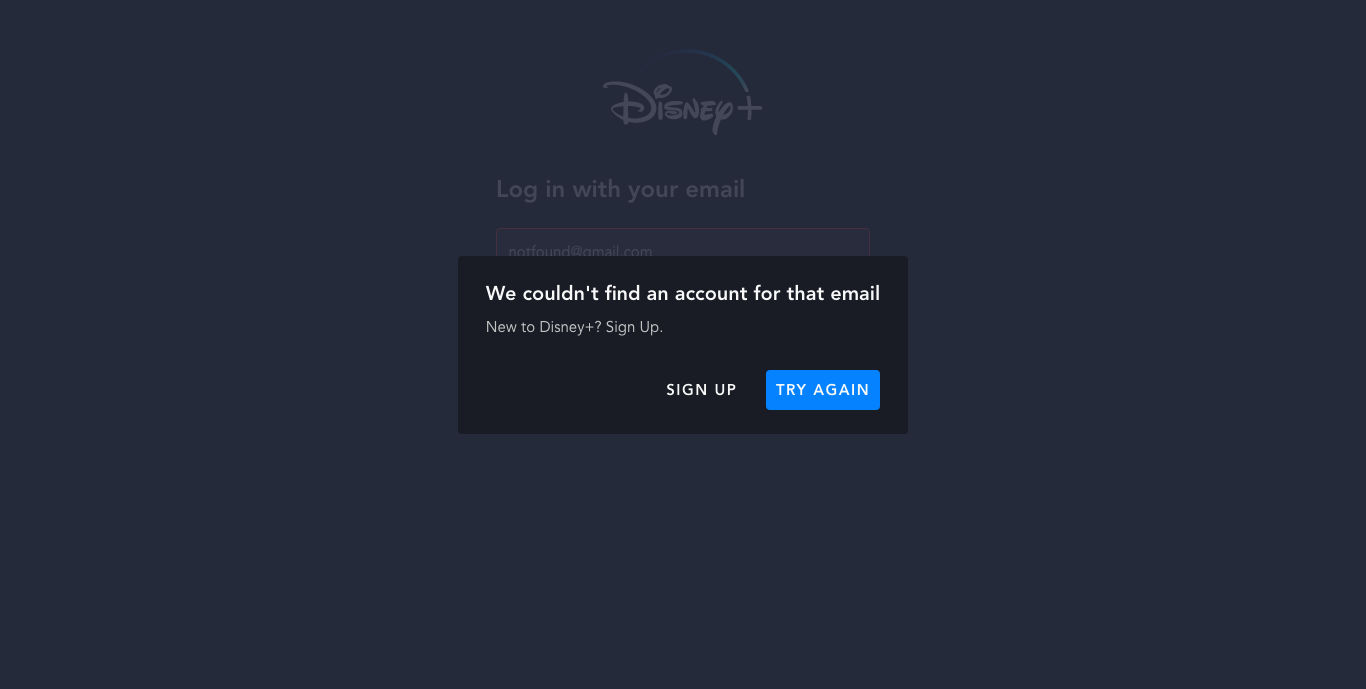 Disney+
Log in with your email
notfound@gmail.com
We couldn't find an account for that email
New to Disney+? Sign Up.
SIGN UP
TRY AGAIN